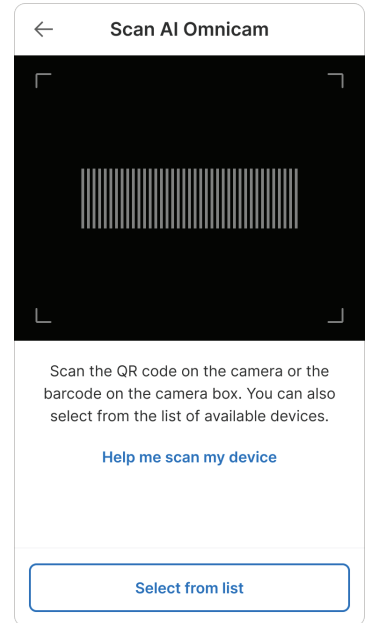 Scan AI Omnicam
Scan the QR code on the camera or the
barcode on the camera box. You can also
select from the list of available devices.
Help me scan my device
Select from list